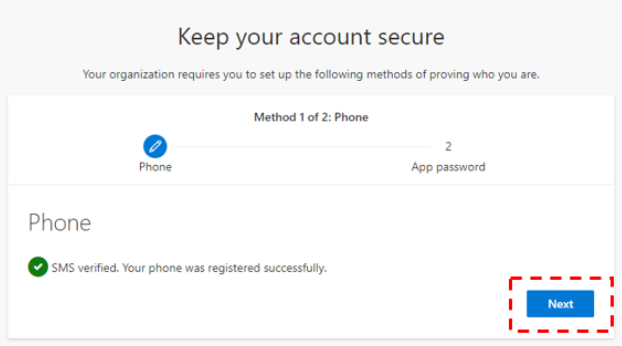 Keep your account secure
Your organization requires you to set up the following methods of proving who you are.
Method 1 of 2: Phone
2
Phone
App password
Phone
SMS verified. Your phone was registered successfully.
Next